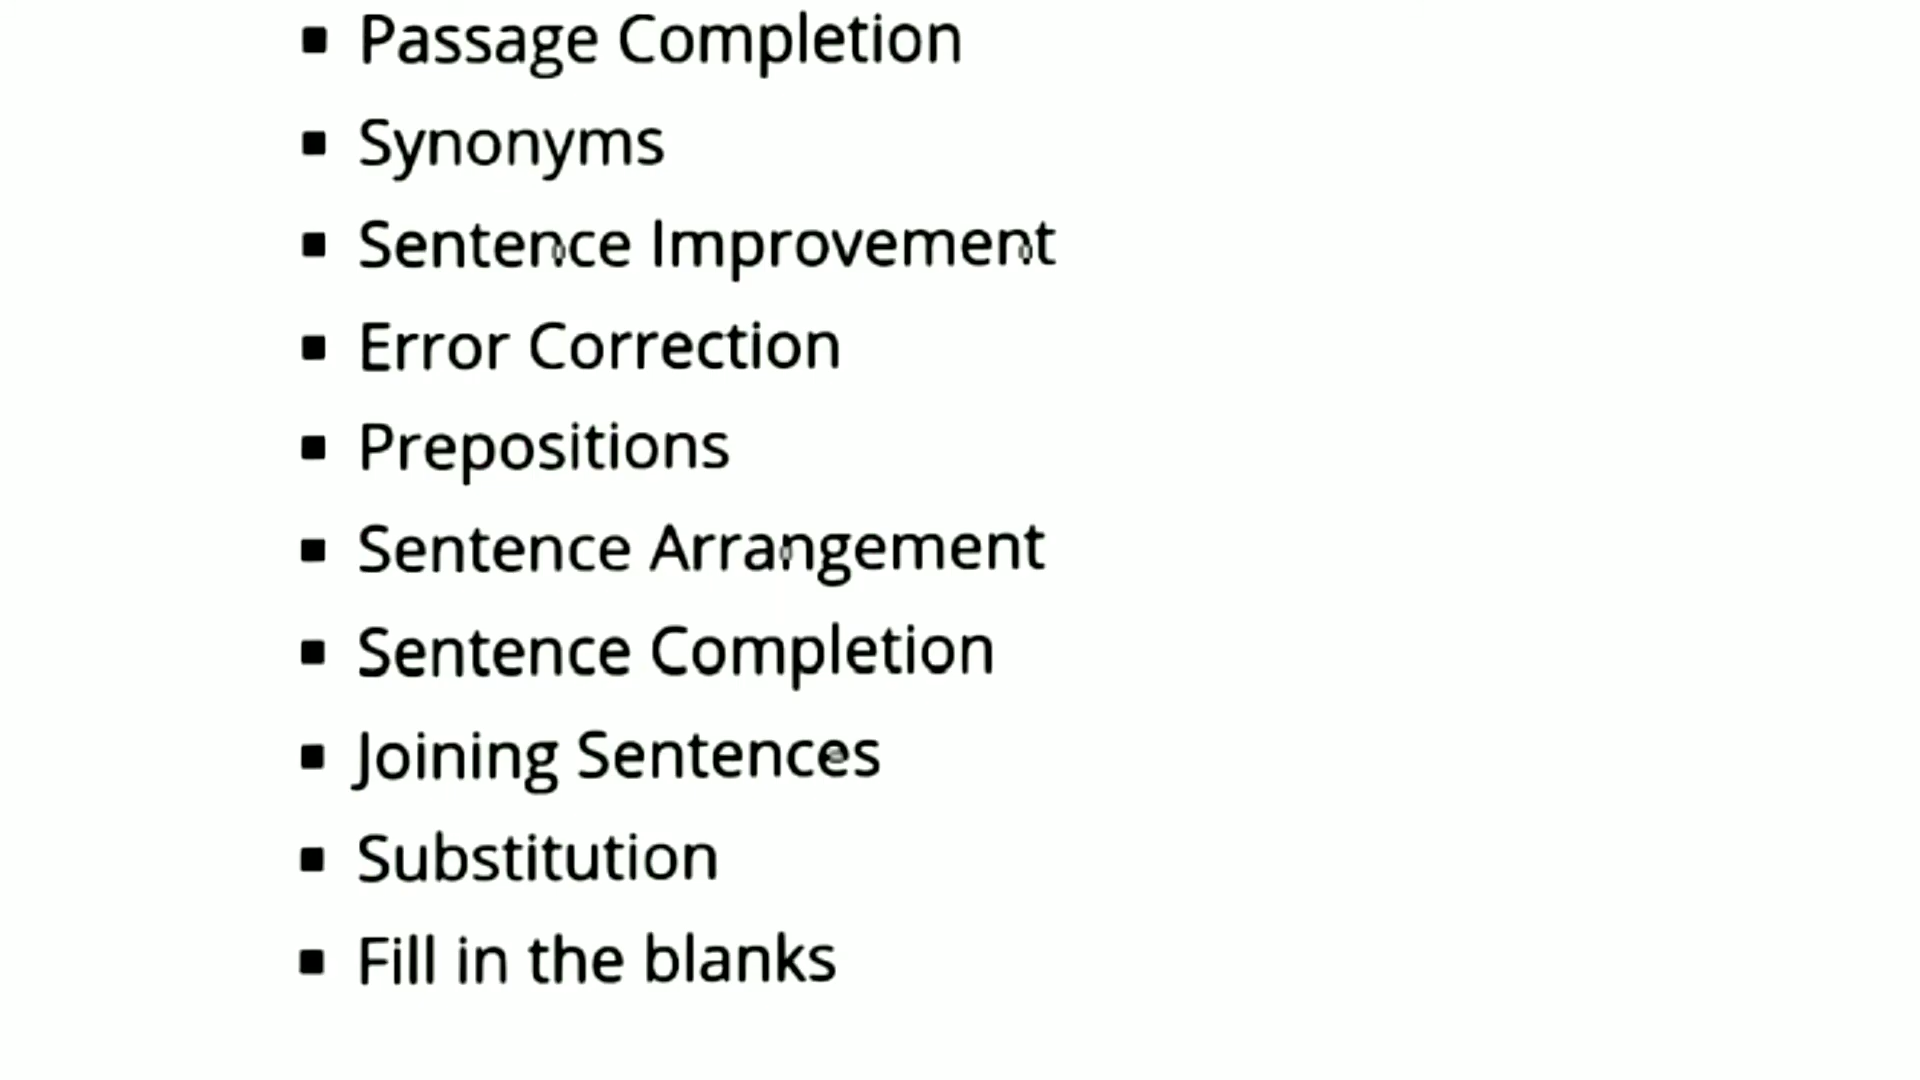 ▪ Passage Completion
▪ Synonyms
▪ Sentence Improvement
▪ Error Correction
▪ Prepositions
▪ Sentence Arrangement
▪ Sentence Completion
▪ Joining Sentences
▪ Substitution
▪ Fill in the blanks